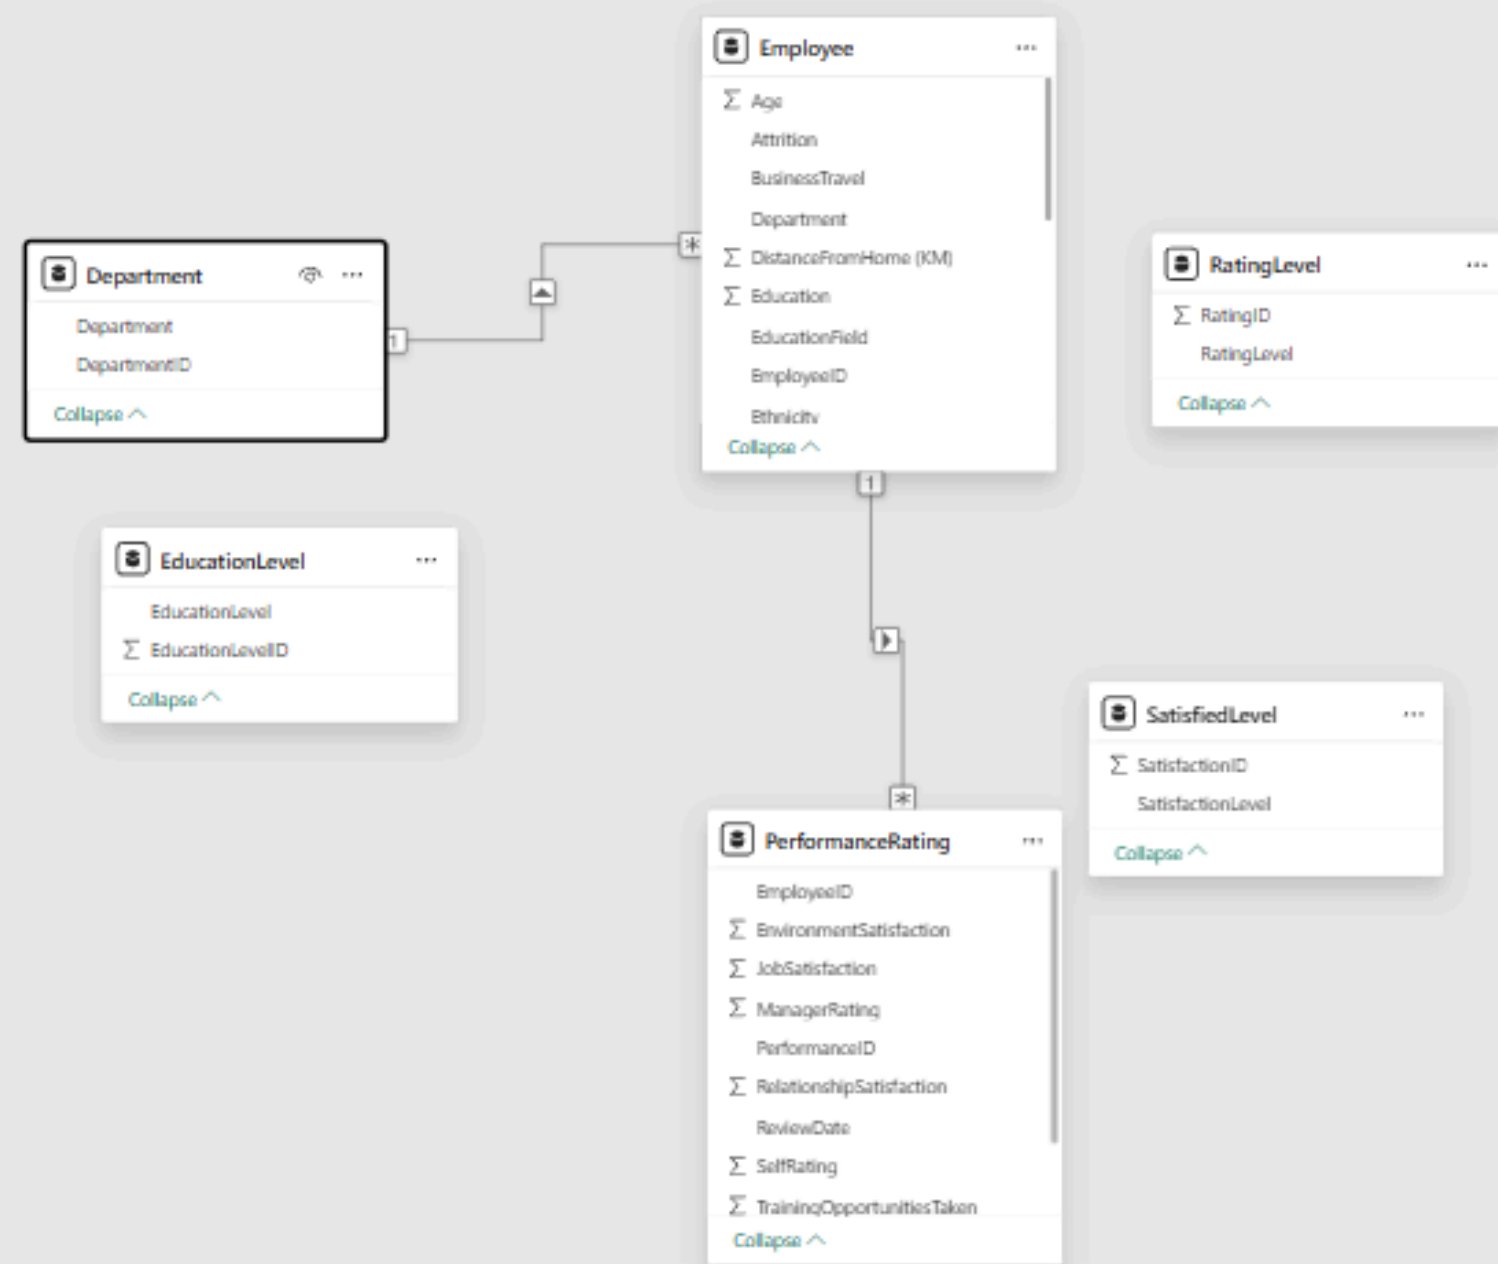 Employee
Age
Attrition
BusinessTravel
Department
DistanceFromHome (KM)
Education
EducationField
EmployeeID
Ethnicity
Collapse
1
*
Department
Department
DepartmentID
Collapse
1
*
RatingLevel
RatingID
RatingLevel
Collapse
EducationLevel
EducationLevel
EducationLevelID
Collapse
SatisfiedLevel
SatisfactionID
SatisfactionLevel
Collapse
PerformanceRating
EmployeeID
EnvironmentSatisfaction
JobSatisfaction
ManagerRating
PerformanceID
RelationshipSatisfaction
ReviewDate
SelfRating
TrainingOpportunitiesTaken
Collapse